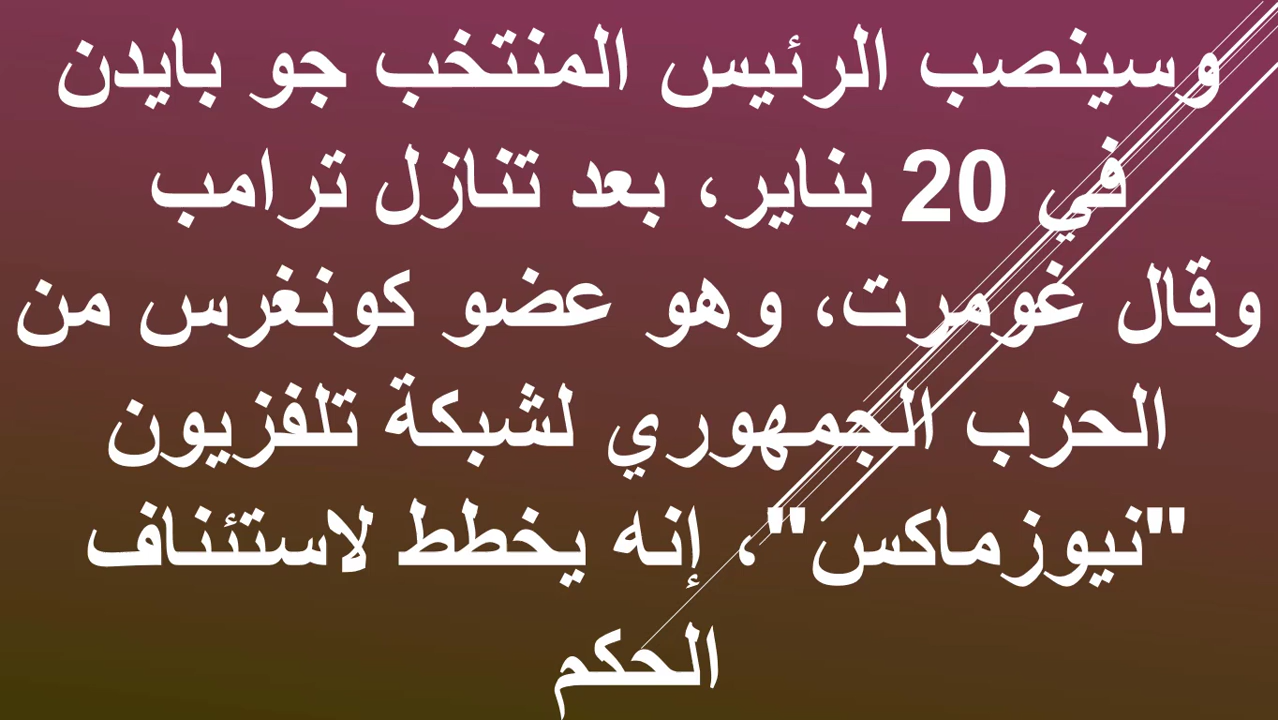 وسينصب الرئيس المنتخب جو بايدن
في 20 يناير، بعد تنازل ترامب
وقال غومرت، وهو عضو كونغرس من
الحزب الجمهوري لشبكة تلفزيون
"نيوزماكس"، إنه يخطط لاستئناف
الحكم